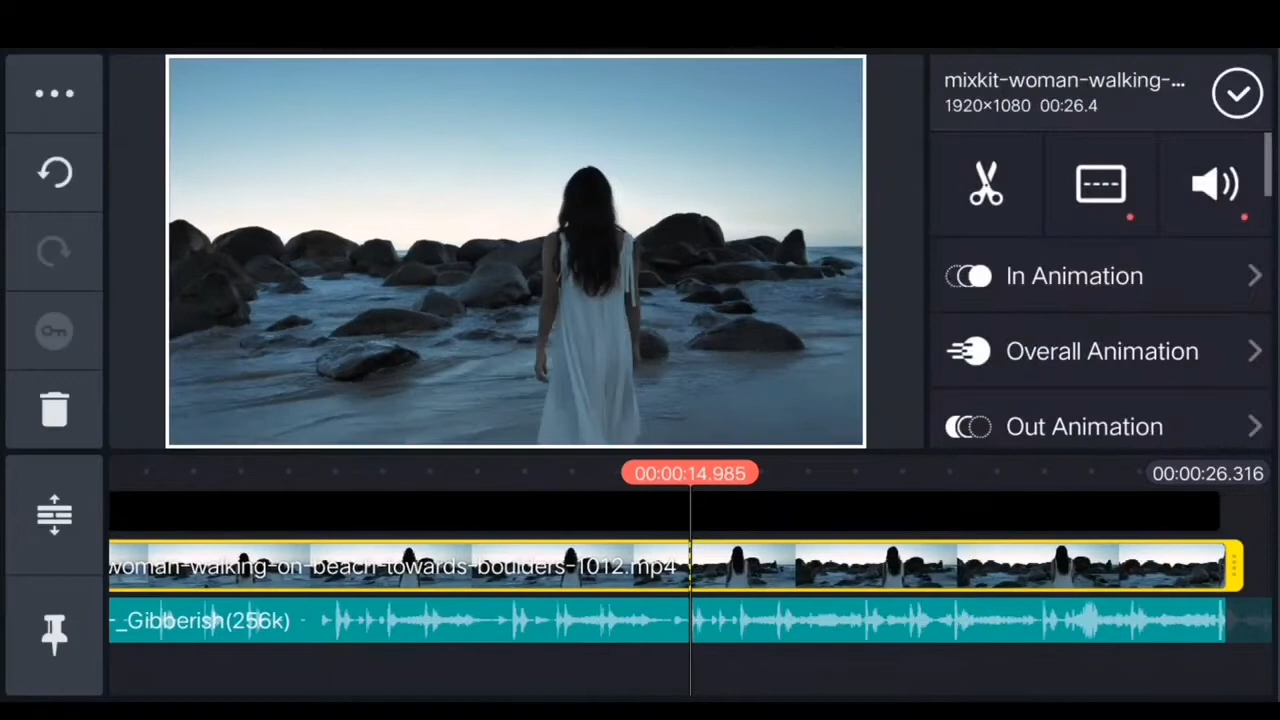 mixkit-woman-walking-...
1920×1080 00:26.4
In Animation
Overall Animation
Out Animation
00:00:14.985
00:00:26.316
woman-walking-on-beach-towards-boulders-1012.mp4
-_Gibberish(256k)